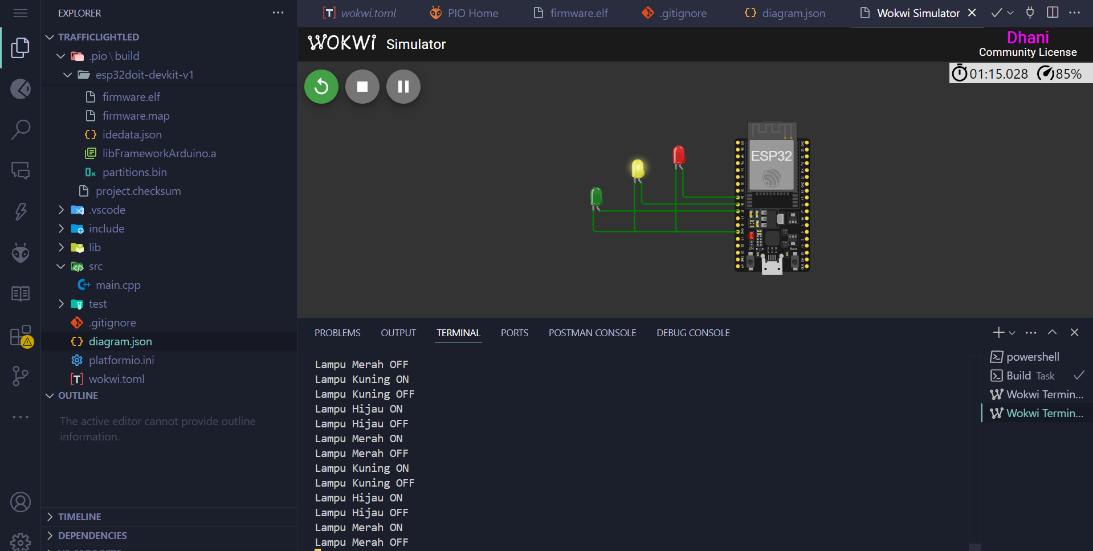 EXPLORER
···
TRAFFICLIGHTLED
.pio \ build
esp32doit-devkit-v1
firmware.elf
firmware.map
{} idedata.json
libFrameworkArduino.a
partitions.bin
project.checksum
.vscode
include
lib
src
main.cpp
test
.gitignore
{} diagram.json
platformio.ini
[T] wokwi.toml
OUTLINE
The active editor cannot provide outline
information.
TIMELINE
DEPENDENCIES
[T] wokwi.toml
PIO Home
firmware.elf
.gitignore
{} diagram.json
Wokwi Simulator
WOKWI Simulator
Dhani
Community License
01:15.028 85%
ESP32
PROBLEMS OUTPUT TERMINAL PORTS POSTMAN CONSOLE DEBUG CONSOLE
Lampu Merah OFF
Lampu Kuning ON
Lampu Kuning OFF
Lampu Hijau ON
Lampu Hijau OFF
Lampu Merah ON
Lampu Merah OFF
Lampu Kuning ON
Lampu Kuning OFF
Lampu Hijau ON
Lampu Hijau OFF
Lampu Merah ON
Lampu Merah OFF
powershell
Build Task
Wokwi Termin...
Wokwi Termin...